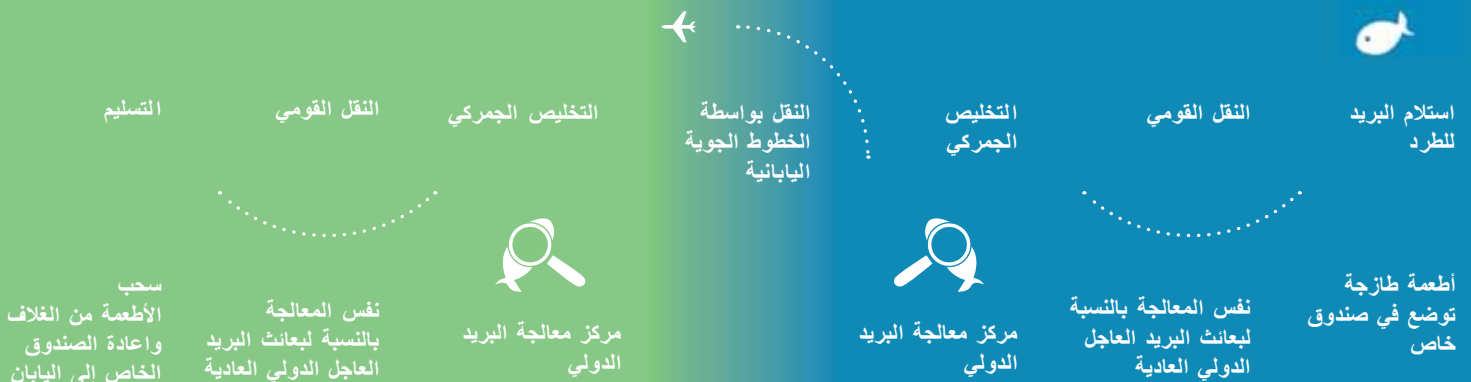 استلام البريد
للطرد
النقل القومي
التخليص
الجمركي
النقل بواسطة
الخطوط الجوية
اليابانية
التخليص الجمركي
النقل القومي
التسليم
أطعمة طازجة
توضع في صندوق
خاص
نفس المعالجة بالنسبة
لبعائث البريد العاجل
الدولي العادية
مركز معالجة البريد
الدولي
مركز معالجة البريد
الدولي
نفس المعالجة
بالنسبة لبعائث البريد
العاجل الدولي العادية
سحب
الأطعمة من الغلاف
واعادة الصندوق
الخاص إلى اليابان